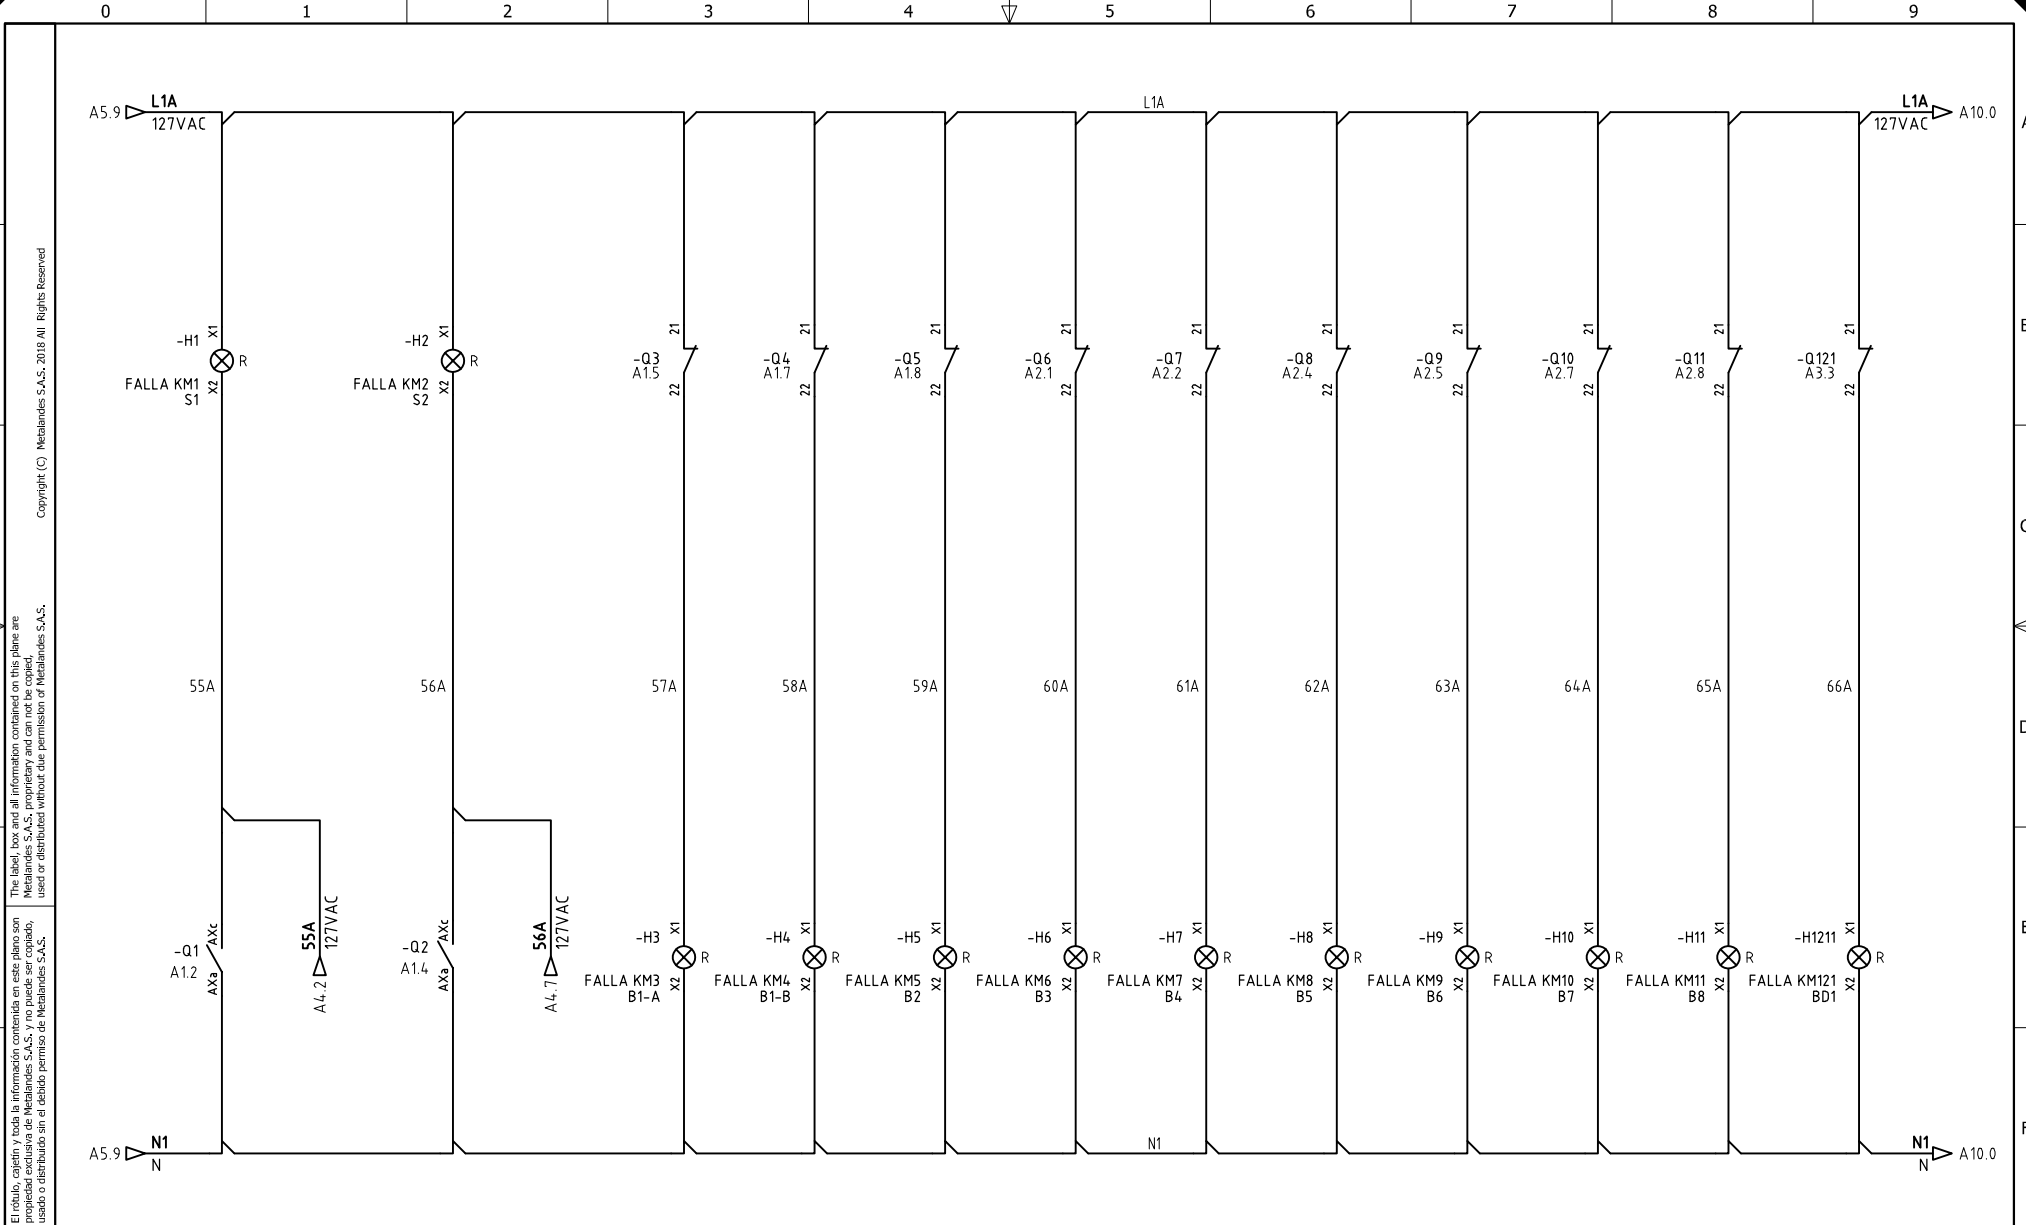 0 1 2 3 4 5 6 7 8 9
L1A L1A L1A
A5.9 A10.0
127VAC 127VAC
A
Copyright (C) Metalandes S.A.S. 2018 All Rights Reserved
The label, box and all information contained on this plane are
Metalandes S.A.S. proprietary and can not be copied,
used or distributed without due permission of Metalandes S.A.S.
El rótulo, cajetín y toda la información contenida en este plano son
propiedad exclusiva de Metalandes S.A.S. y no puede ser copiado,
usado o distribuido sin el debido permiso de Metalandes S.A.S.
X1 X1 21 21 21 21 21 21 21 21 21 21
-H1 -H2
R R
-Q3 -Q4 -Q5 -Q6 -Q7 -Q8 -Q9 -Q10 -Q11 -Q121
A1.5 A1.7 A1.8 A2.1 A2.2 A2.4 A2.5 A2.7 A2.8 A3.3
FALLA KM1 X2 FALLA KM2 X2 22 22 22 22 22 22 22 22 22 22
S1 S2
55A 56A 57A 58A 59A 60A 61A 62A 63A 64A 65A 66A
AXc AXc X1 X1 X1 X1 X1 X1 X1 X1 X1 X1
-Q1 -Q2 -H3 -H4 -H5 -H6 -H7 -H8 -H9 -H10 -H11 -H1211
A1.2 A1.4 R R R R R R R R R R
55A 56A
127VAC 127VAC
AXa A4.2 AXa A4.7
FALLA KM3 X2 FALLA KM4 X2 FALLA KM5 X2 FALLA KM6 X2 FALLA KM7 X2 FALLA KM8 X2 FALLA KM9 X2 FALLA KM10 X2 FALLA KM11 X2 FALLA KM121 X2
B1-A B1-B B2 B3 B4 B5 B6 B7 B8 BD1
N1 N1 N1
A5.9 A10.0
N N